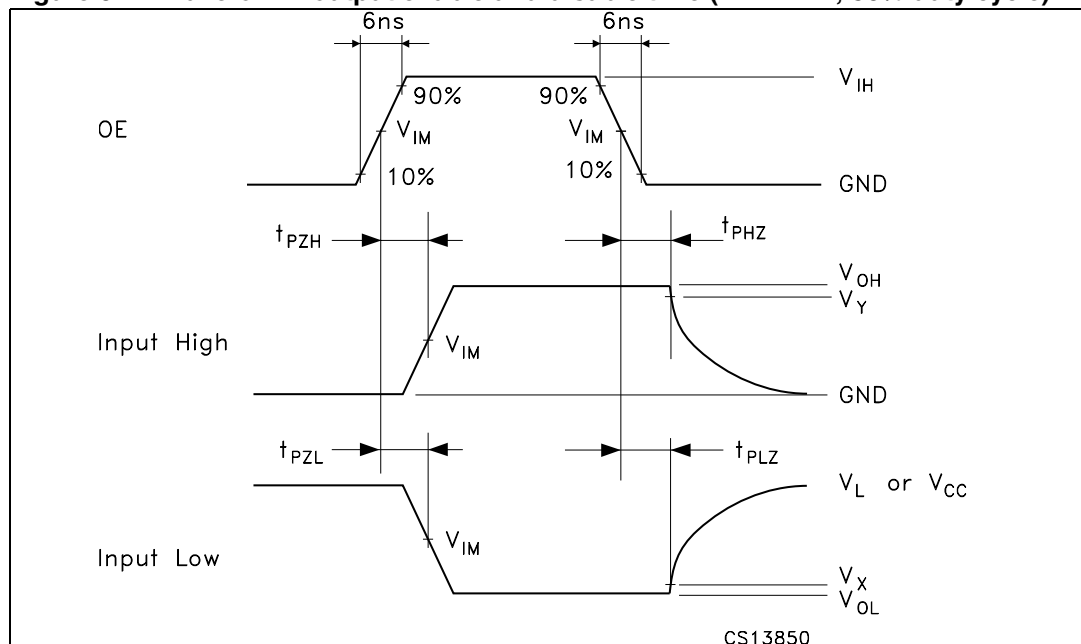 6ns 6ns
90% 90% V_IH
OE V_IM V_IM
10% 10% GND
t_PZH t_PHZ
V_OH
V_Y
Input High V_IM
GND
t_PZL t_PLZ
V_L or V_CC
Input Low V_IM
V_X
V_OL
CS13850